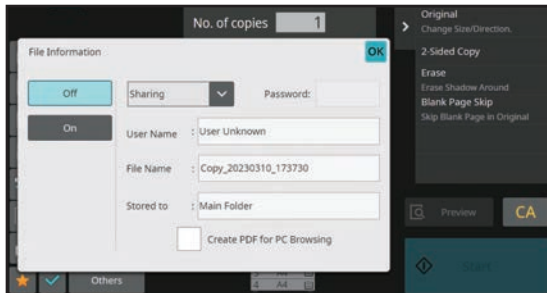 No. of copies 1
Original
Change Size/Direction.
2-Sided Copy
Erase
Erase Shadow Around
Blank Page Skip
Skip Blank Page in Original
File Information
OK
Off
On
Sharing
Password:
User Name : User Unknown
File Name : Copy_20230310_173730
Stored to : Main Folder
Create PDF for PC Browsing
Preview
CA
Start
Others
4 A4